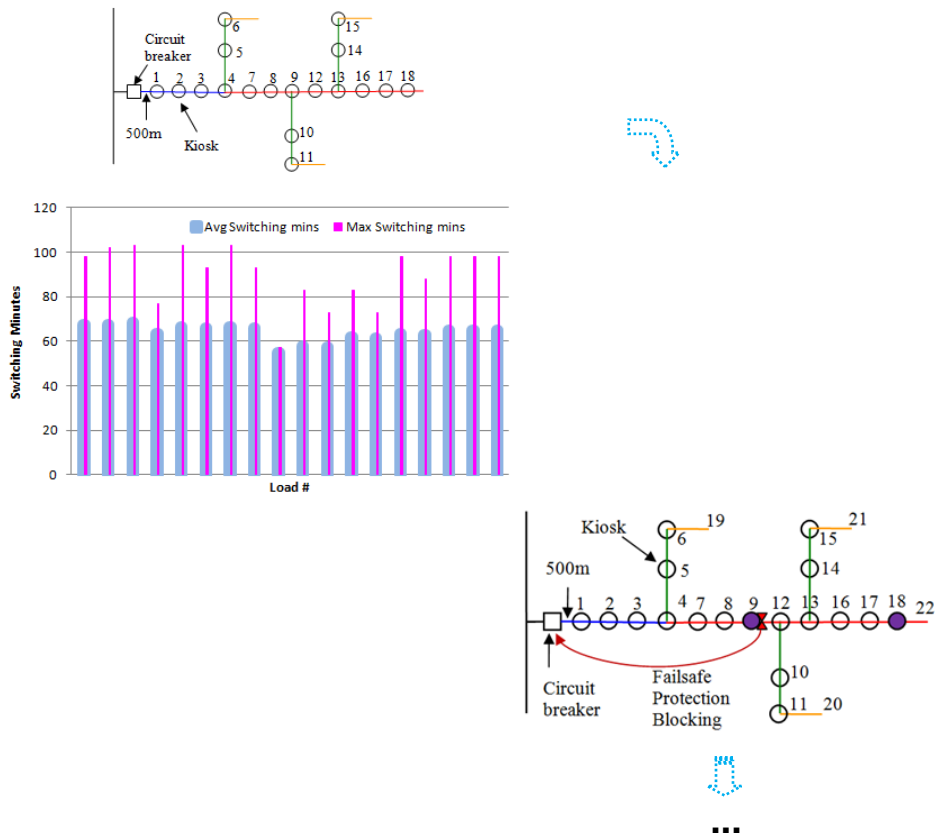 Circuit
breaker
6
15
5
14
1 2 3 4 7 8 9 12 13 16 17 18
500m
Kiosk
10
11
120
Avg Switching mins Max Switching mins
100
80
60
40
20
0
Switching Minutes
Load #
Kiosk
19
21
6
15
500m
5
14
1 2 3 4 7 8 9 12 13 16 17 18 22
Failsafe
Protection
Blocking
Circuit
breaker
10
11 20
...